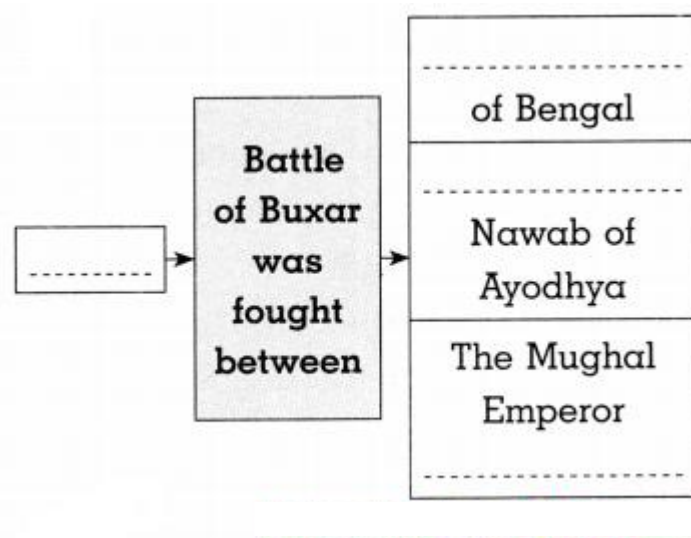 of Bengal
Battle
of Buxar
was
fought
between
Nawab of
Ayodhya
The Mughal
Emperor